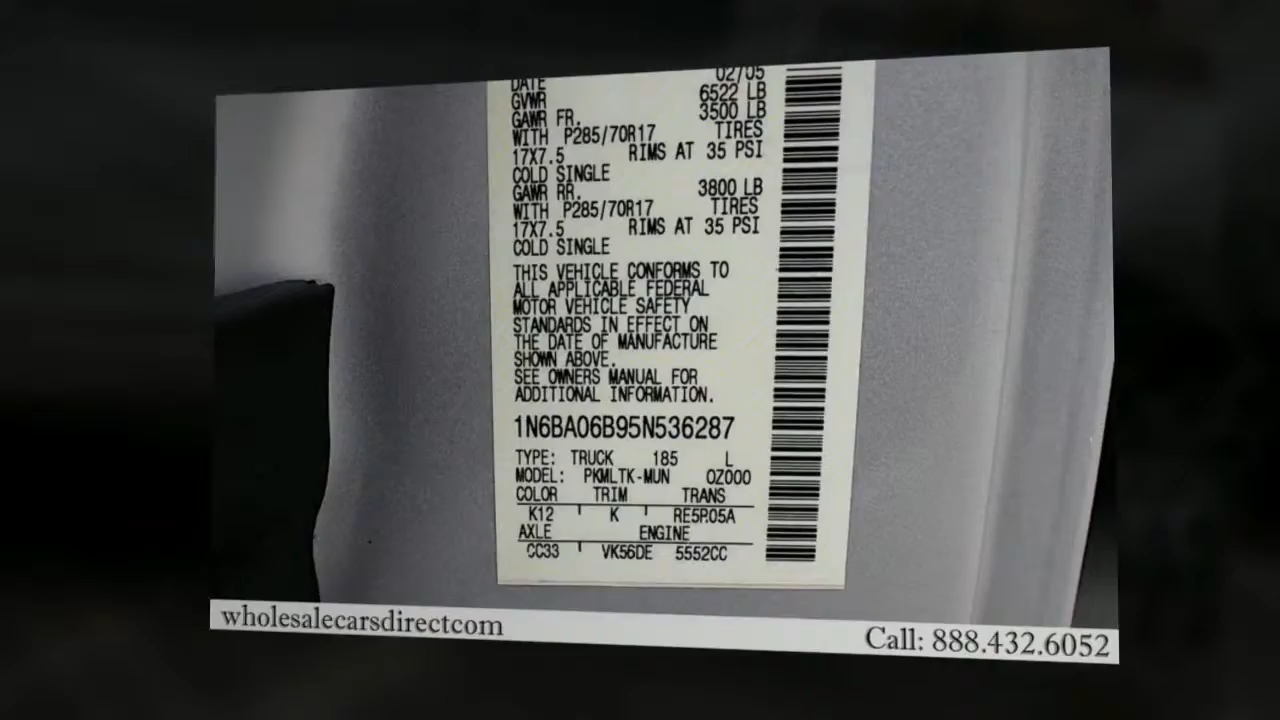 DATE 02/05
GVWR 6522 LB
GAWR FR. 3500 LB
WITH P285/70R17 TIRES
17X7.5 RIMS AT 35 PSI
COLD SINGLE
GAWR RR. 3800 LB
WITH P285/70R17 TIRES
17X7.5 RIMS AT 35 PSI
COLD SINGLE
THIS VEHICLE CONFORMS TO
ALL APPLICABLE FEDERAL
MOTOR VEHICLE SAFETY
STANDARDS IN EFFECT ON
THE DATE OF MANUFACTURE
SHOWN ABOVE.
SEE OWNERS MANUAL FOR
ADDITIONAL INFORMATION.
1N6BA06B95N536287
TYPE: TRUCK 185 L
MODEL: PKMLTK-MUN 0Z000
COLOR TRIM TRANS
K12 K RE5R05A
AXLE ENGINE
CC33 VK56DE 5552CC
wholesalecarsdirectcom
Call: 888.432.6052